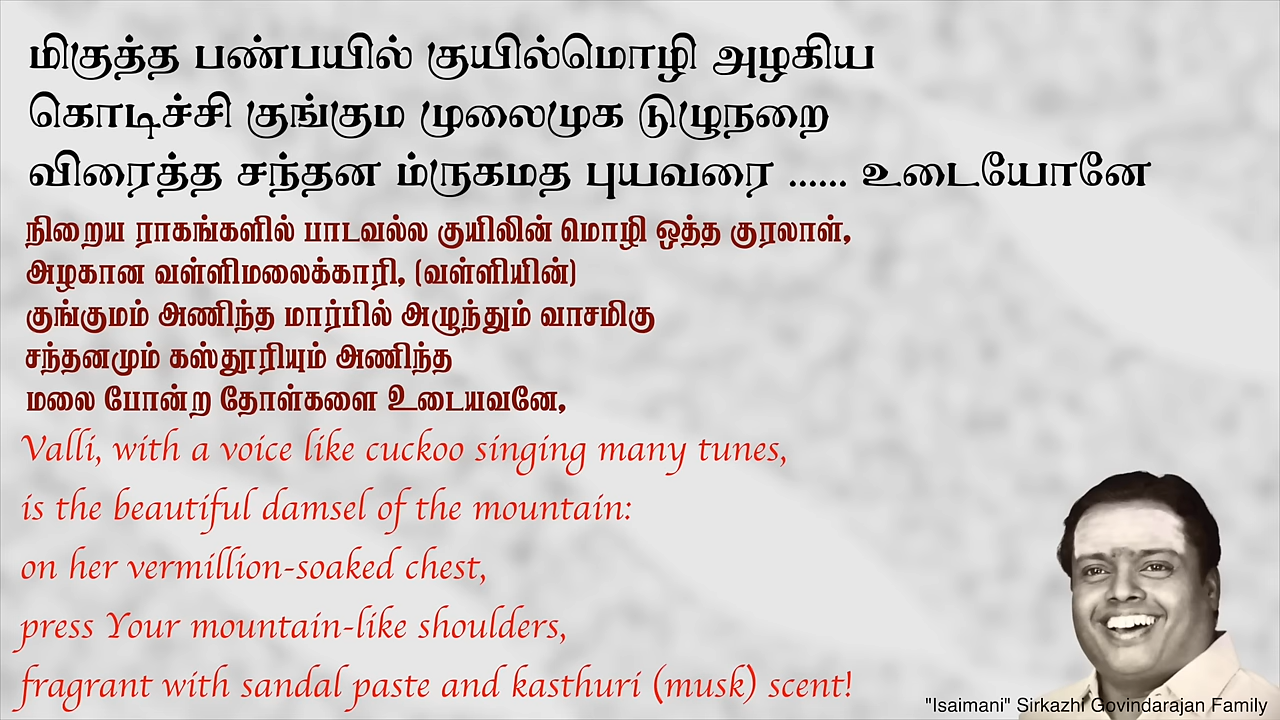 மிகுத்த பண்பயில் குயில்மொழி அழகிய
கொடிச்சி குங்கும முலைமுக டுழுநறை
விரைத்த சந்தன ம்ருகமத புயவரை ...... உடையோனே
நிறைய ராகங்களில் பாடவல்ல குயிலின் மொழி ஒத்த குரலாள்,
அழகான வள்ளிமலைக்காரி, (வள்ளியின்)
குங்குமம் அணிந்த மார்பில் அழுந்தும் வாசமிகு
சந்தனமும் கஸ்தூரியும் அணிந்த
மலை போன்ற தோள்களை உடையவனே,
Valli, with a voice like cuckoo singing many tunes,
is the beautiful damsel of the mountain:
on her vermillion-soaked chest,
press Your mountain-like shoulders,
fragrant with sandal paste and kasthuri (musk) scent!
"Isaimani" Sirkazhi Govindarajan Family